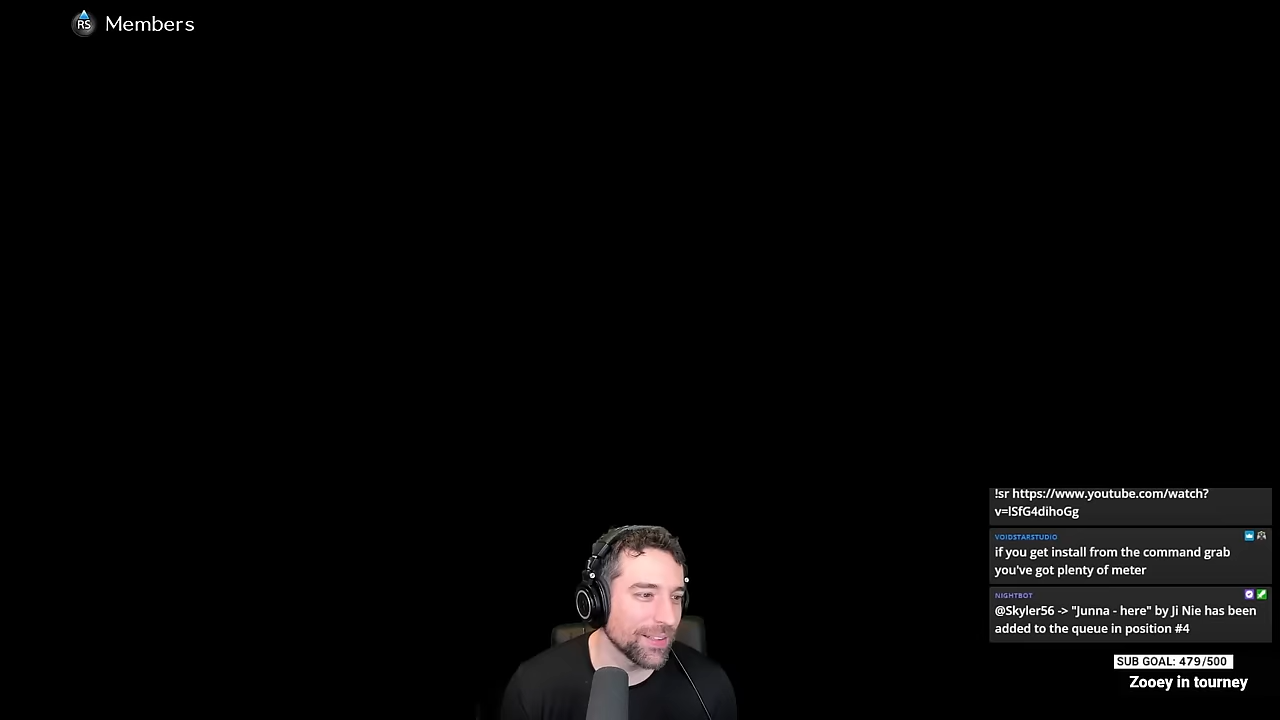 RS Members
!sr https://www.youtube.com/watch?
v=lSfG4dihoGg
VOIDSTARSTUDIO
if you get install from the command grab
you've got plenty of meter
NIGHTBOT
@Skyler56 -> "Junna - here" by Ji Nie has been
added to the queue in position #4
SUB GOAL: 479/500
Zooey in tourney